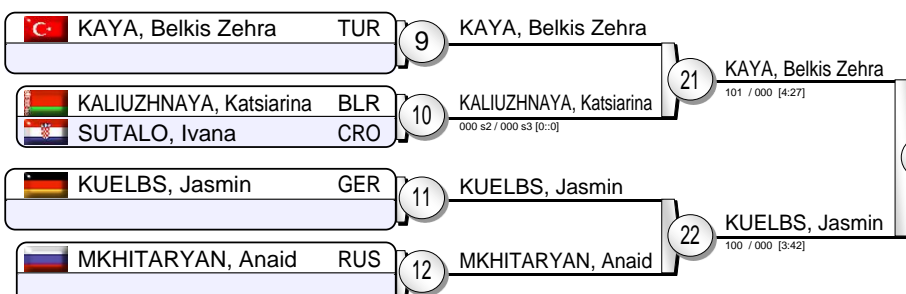 KAYA, Belkis Zehra TUR
9
KAYA, Belkis Zehra
21
KAYA, Belkis Zehra
101 / 000 [4:27]
KALIUZHNAYA, Katsiarina BLR
SUTALO, Ivana CRO
10
KALIUZHNAYA, Katsiarina
000 s2 / 000 s3 [0::0]
KUELBS, Jasmin GER
11
KUELBS, Jasmin
22
KUELBS, Jasmin
100 / 000 [3:42]
MKHITARYAN, Anaid RUS
12
MKHITARYAN, Anaid